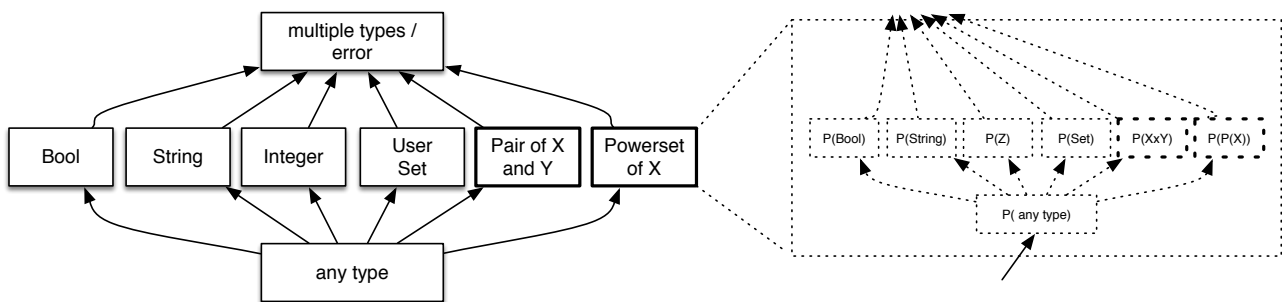 multiple types /
error
Bool
String
Integer
User
Set
Pair of X
and Y
Powerset
of X
any type
P(Bool)
P(String)
P(Z)
P(Set)
P(XxY)
P(P(X))
P( any type)